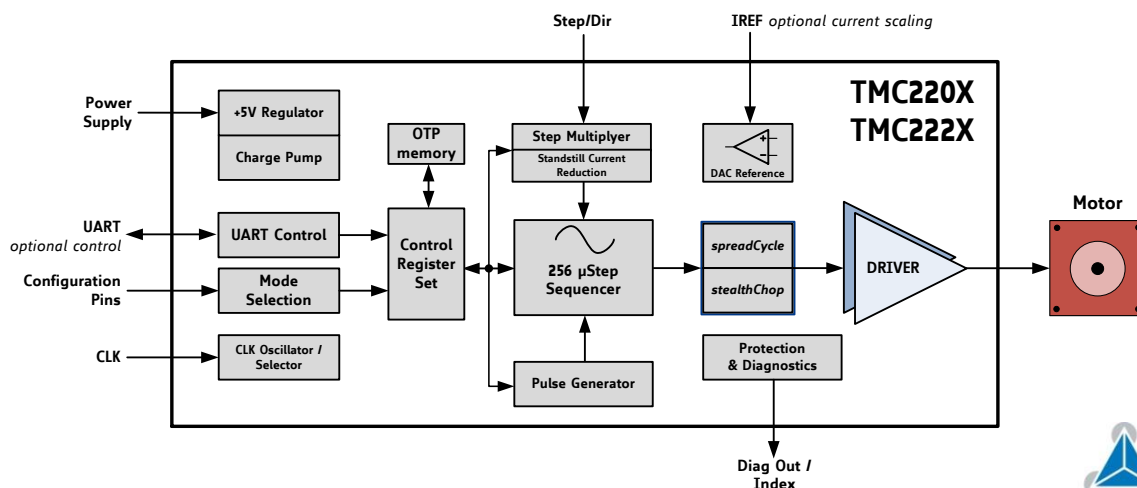 Step/Dir
IREF optional current scaling
TMC220X
TMC222X
Power
Supply
+5V Regulator
Charge Pump
OTP
memory
Step Multiplyer
Standstill Current
Reduction
DAC Reference
Motor
UART
optional control
UART Control
Control
Register
Set
256 µStep
Sequencer
spreadCycle
stealthChop
DRIVER
Configuration
Pins
Mode
Selection
CLK
CLK Oscillator /
Selector
Pulse Generator
Protection
& Diagnostics
Diag Out /
Index